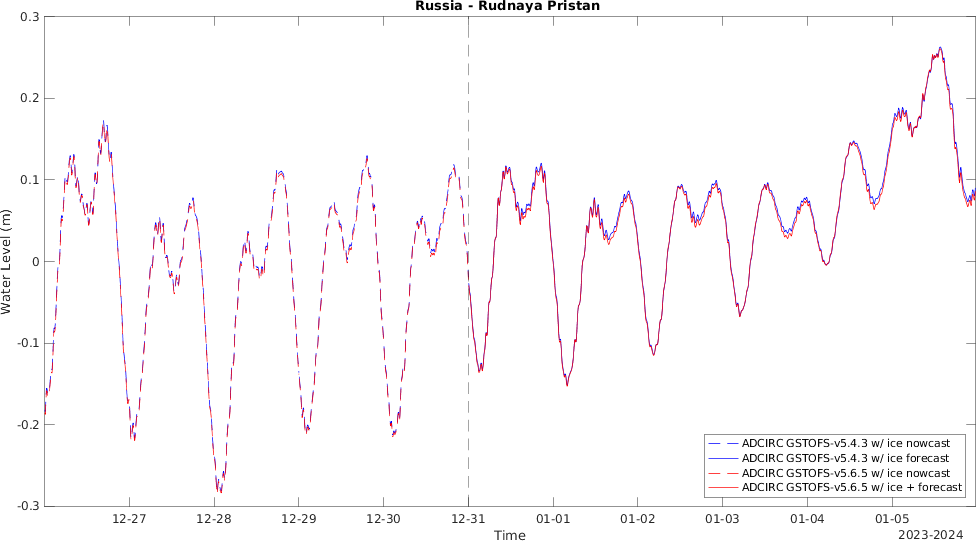 Russia - Rudnaya Pristan
0.3
0.2
0.1
0
-0.1
-0.2
-0.3
Water Level (m)
ADCIRC GSTOFS-v5.4.3 w/ ice nowcast
ADCIRC GSTOFS-v5.4.3 w/ ice forecast
ADCIRC GSTOFS-v5.6.5 w/ ice nowcast
ADCIRC GSTOFS-v5.6.5 w/ ice + forecast
12-27 12-28 12-29 12-30 12-31 01-01 01-02 01-03 01-04 01-05
Time
2023-2024